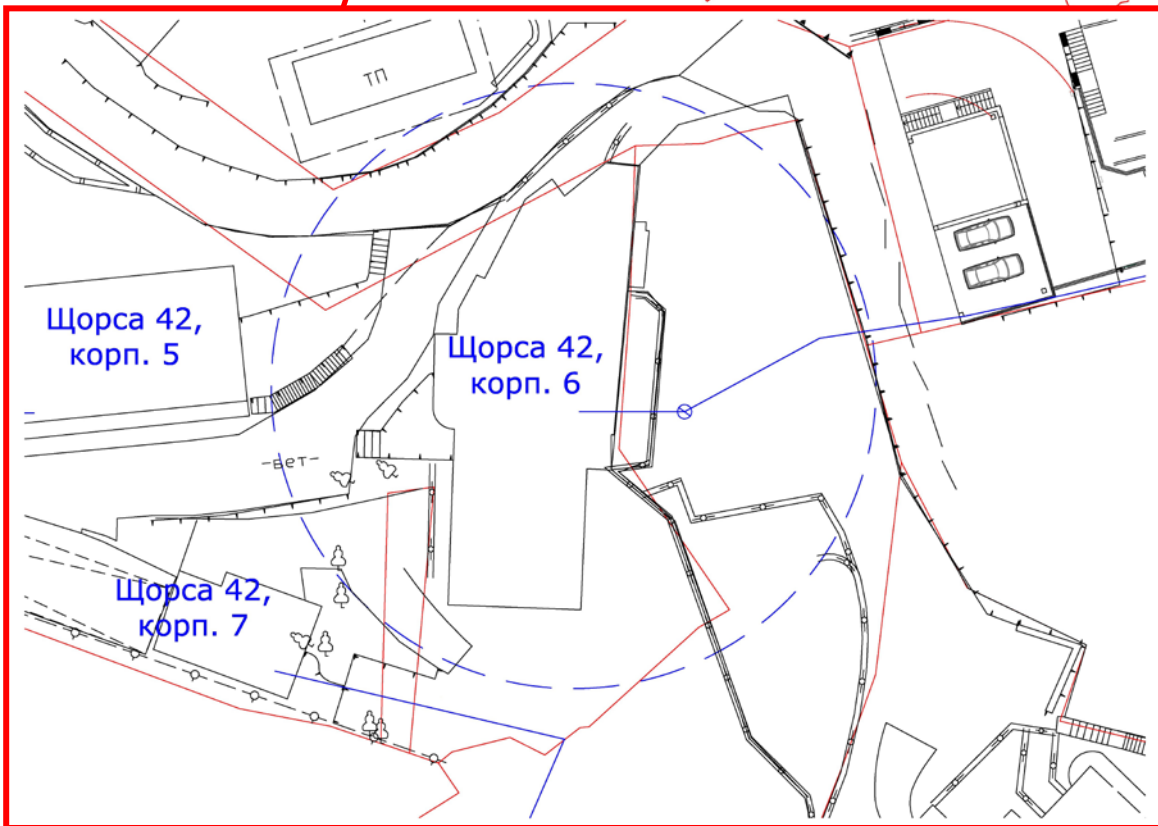 ТП
Щорса 42,
корп. 5
Щорса 42,
корп. 6
-вет-
Щорса 42,
корп. 7